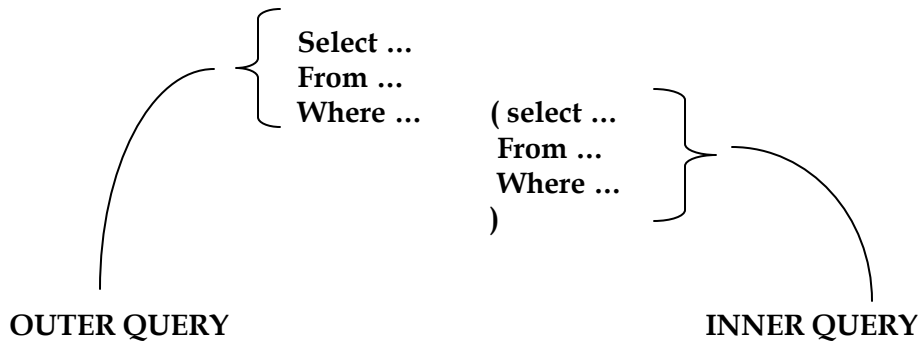 Select …
From …
Where … ( select …
From …
Where …
)
OUTER QUERY
INNER QUERY